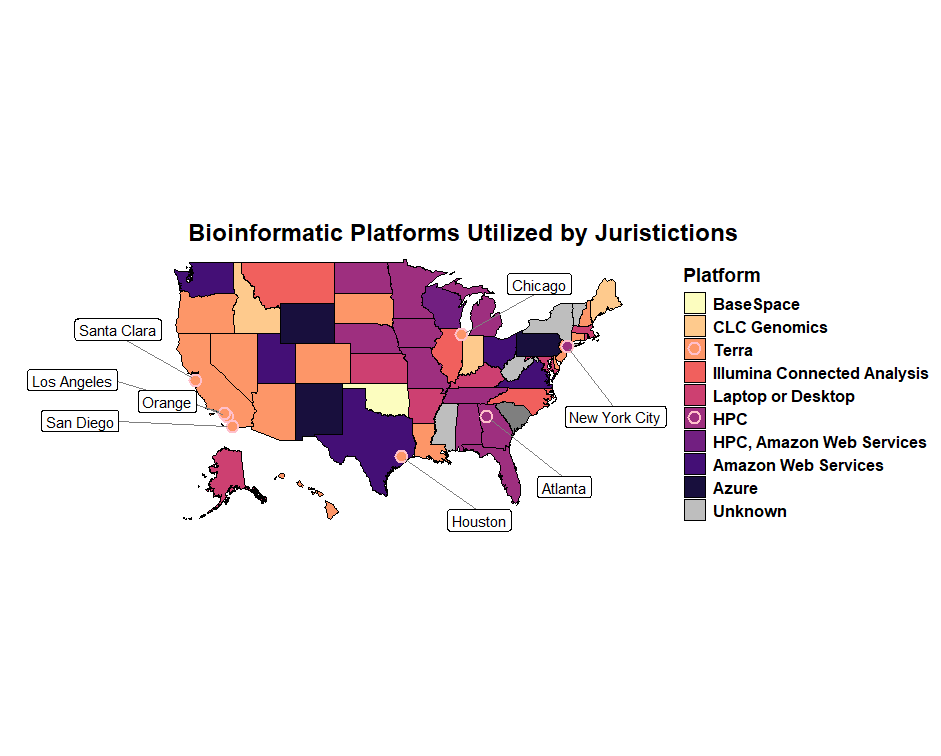 Bioinformatic Platforms Utilized by Juristictions
Chicago
Santa Clara
Los Angeles
Orange
San Diego
New York City
Atlanta
Houston
Platform
BaseSpace
CLC Genomics
Terra
Illumina Connected Analysis
Laptop or Desktop
HPC
HPC, Amazon Web Services
Amazon Web Services
Azure
Unknown